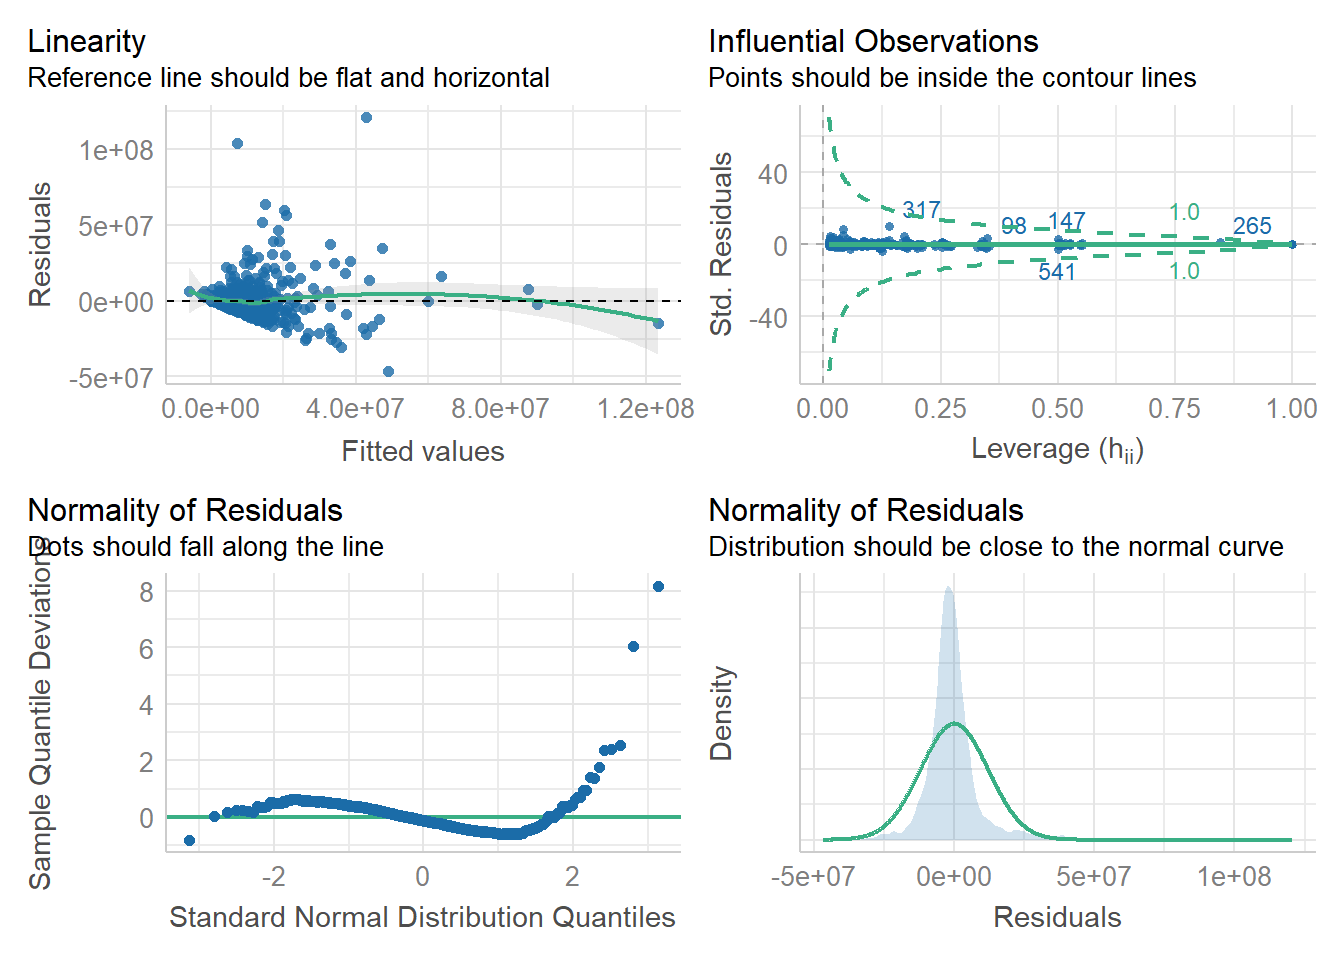 Linearity
Reference line should be flat and horizontal
Residuals
1e+08
5e+07
0e+00
-5e+07
0.0e+00 4.0e+07 8.0e+07 1.2e+08
Fitted values
Influential Observations
Points should be inside the contour lines
Std. Residuals
40
0
-40
317
98
147
1.0
265
541
1.0
0.00 0.25 0.50 0.75 1.00
Leverage (hii)
Normality of Residuals
Dots should fall along the line
Sample Quantile Deviations
8
6
4
2
0
-2 0 2
Standard Normal Distribution Quantiles
Normality of Residuals
Distribution should be close to the normal curve
Density
-5e+07 0e+00 5e+07 1e+08
Residuals